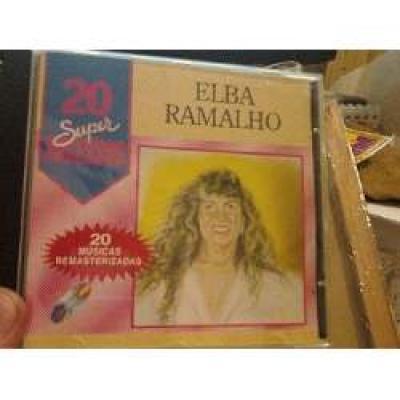 20
Super
ELBA
RAMALHO
20
MÚSICAS
REMASTERIZADAS